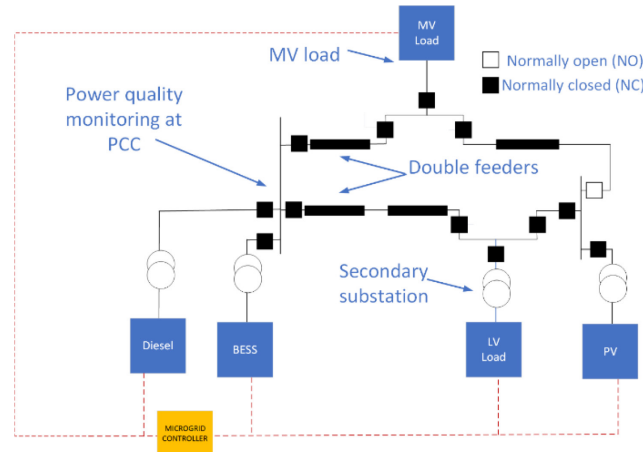 MV
Load
MV load
Normally open (NO)
Normally closed (NC)
Power quality
monitoring at
PCC
Double feeders
Secondary
substation
Diesel
BESS
LV
Load
PV
MICROGRID
CONTROLLER